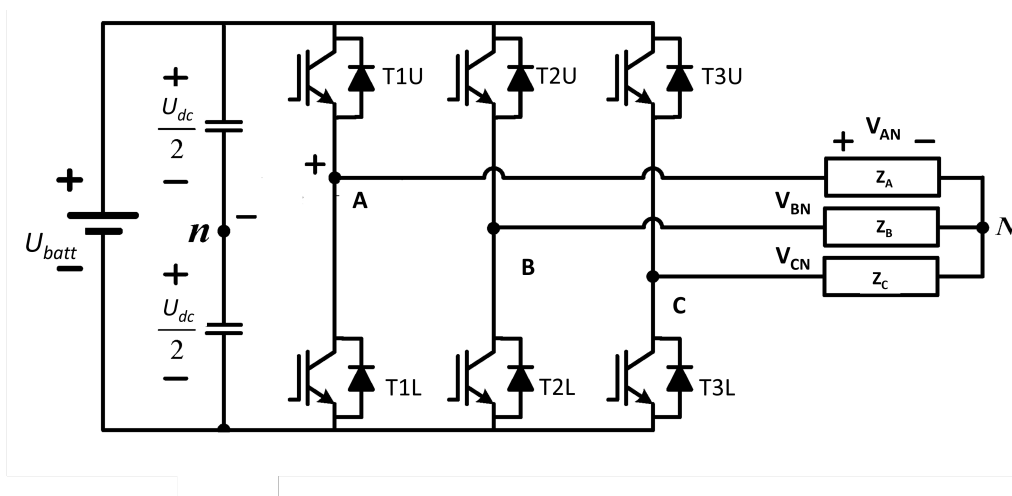 T1U
T2U
T3U
+
U_dc
2
−
+
V_AN
+ −
Z_A
+
A
+
U_batt
−
n
−
V_BN
Z_B
N
B
V_CN
Z_C
C
+
U_dc
2
−
T1L
T2L
T3L